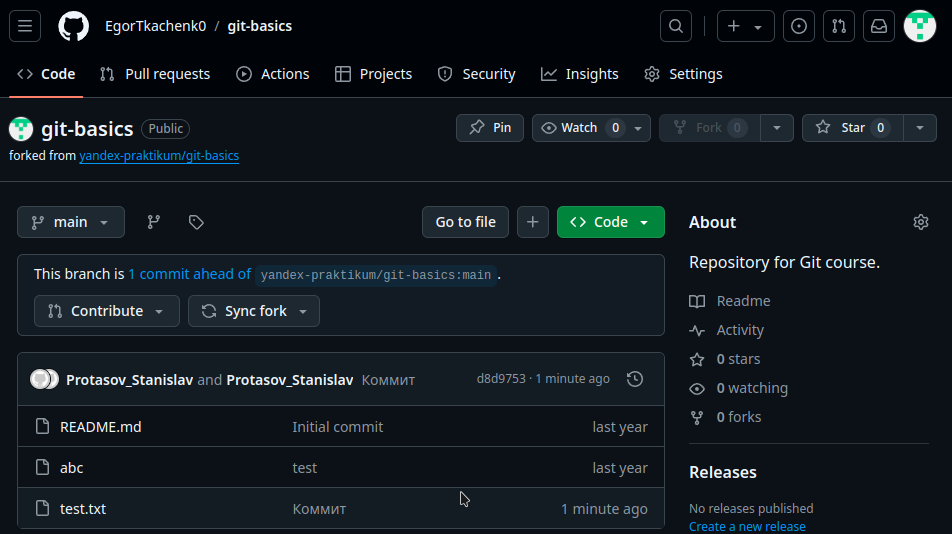 EgorTkachenk0 / git-basics
Code Pull requests Actions Projects Security Insights Settings
git-basics Public Pin Watch 0 Fork 0 Star 0
forked from yandex-praktikum/git-basics
main Go to file Code
This branch is 1 commit ahead of yandex-praktikum/git-basics:main .
Contribute Sync fork
Protasov_Stanislav and Protasov_Stanislav Коммит d8d9753 · 1 minute ago
README.md Initial commit last year
abc test last year
test.txt Коммит 1 minute ago
About
Repository for Git course.
Readme
Activity
0 stars
0 watching
0 forks
Releases
No releases published
Create a new release